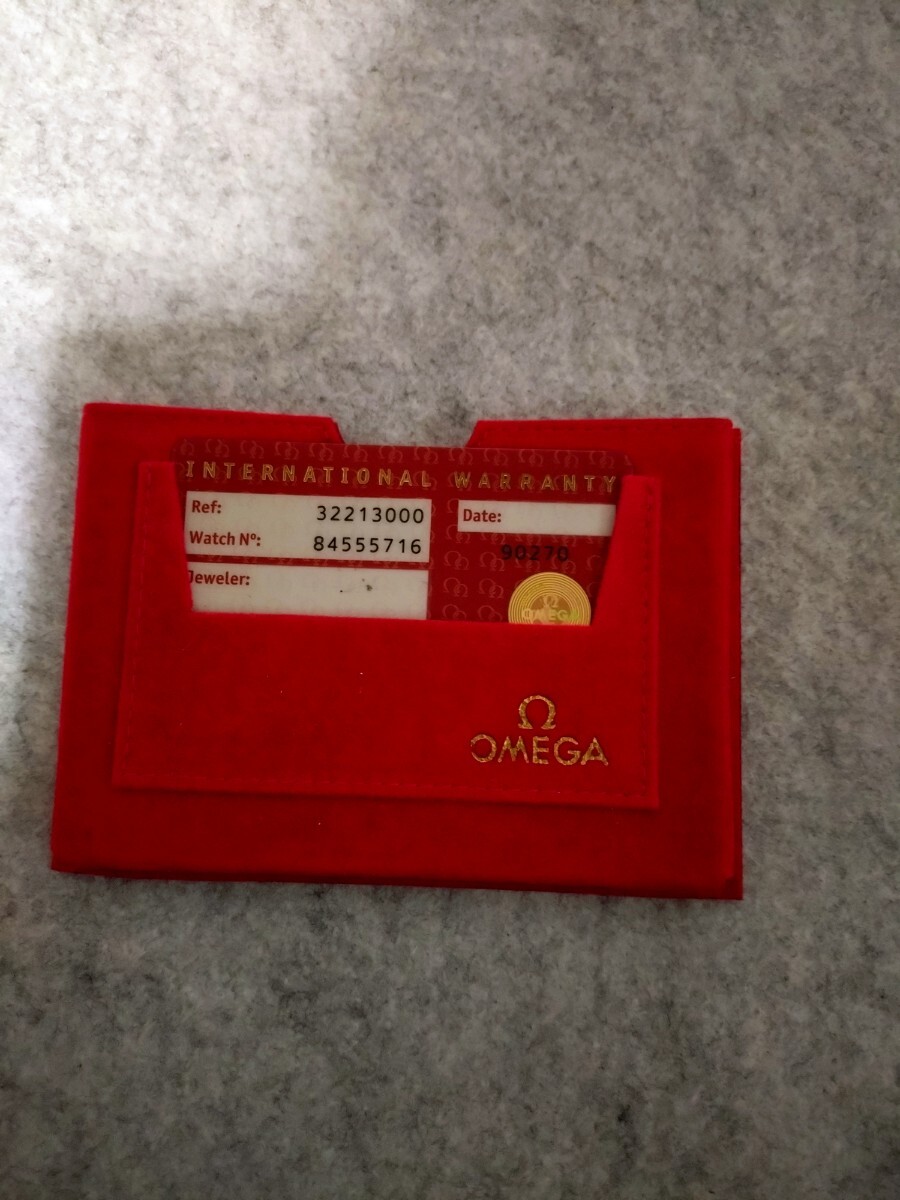 INTERNATIONAL WARRANTY
Ref: 32213000
Watch Nº: 84555716
Date:
90270
Jeweler:
Ω
OMEGA
Ω
OMEGA